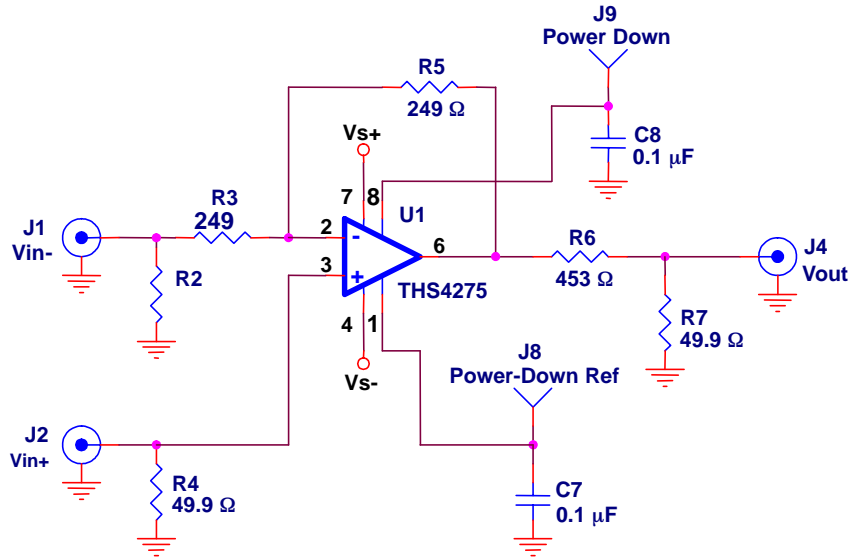 J9
Power Down
R5
249 Ω
C8
0.1 µF
Vs+
7 8
R3
249
U1
J1
Vin-
2
-
6
R6
453 Ω
J4
Vout
R2
3
+
THS4275
4 1
R7
49.9 Ω
Vs-
J8
Power-Down Ref
J2
Vin+
R4
49.9 Ω
C7
0.1 µF